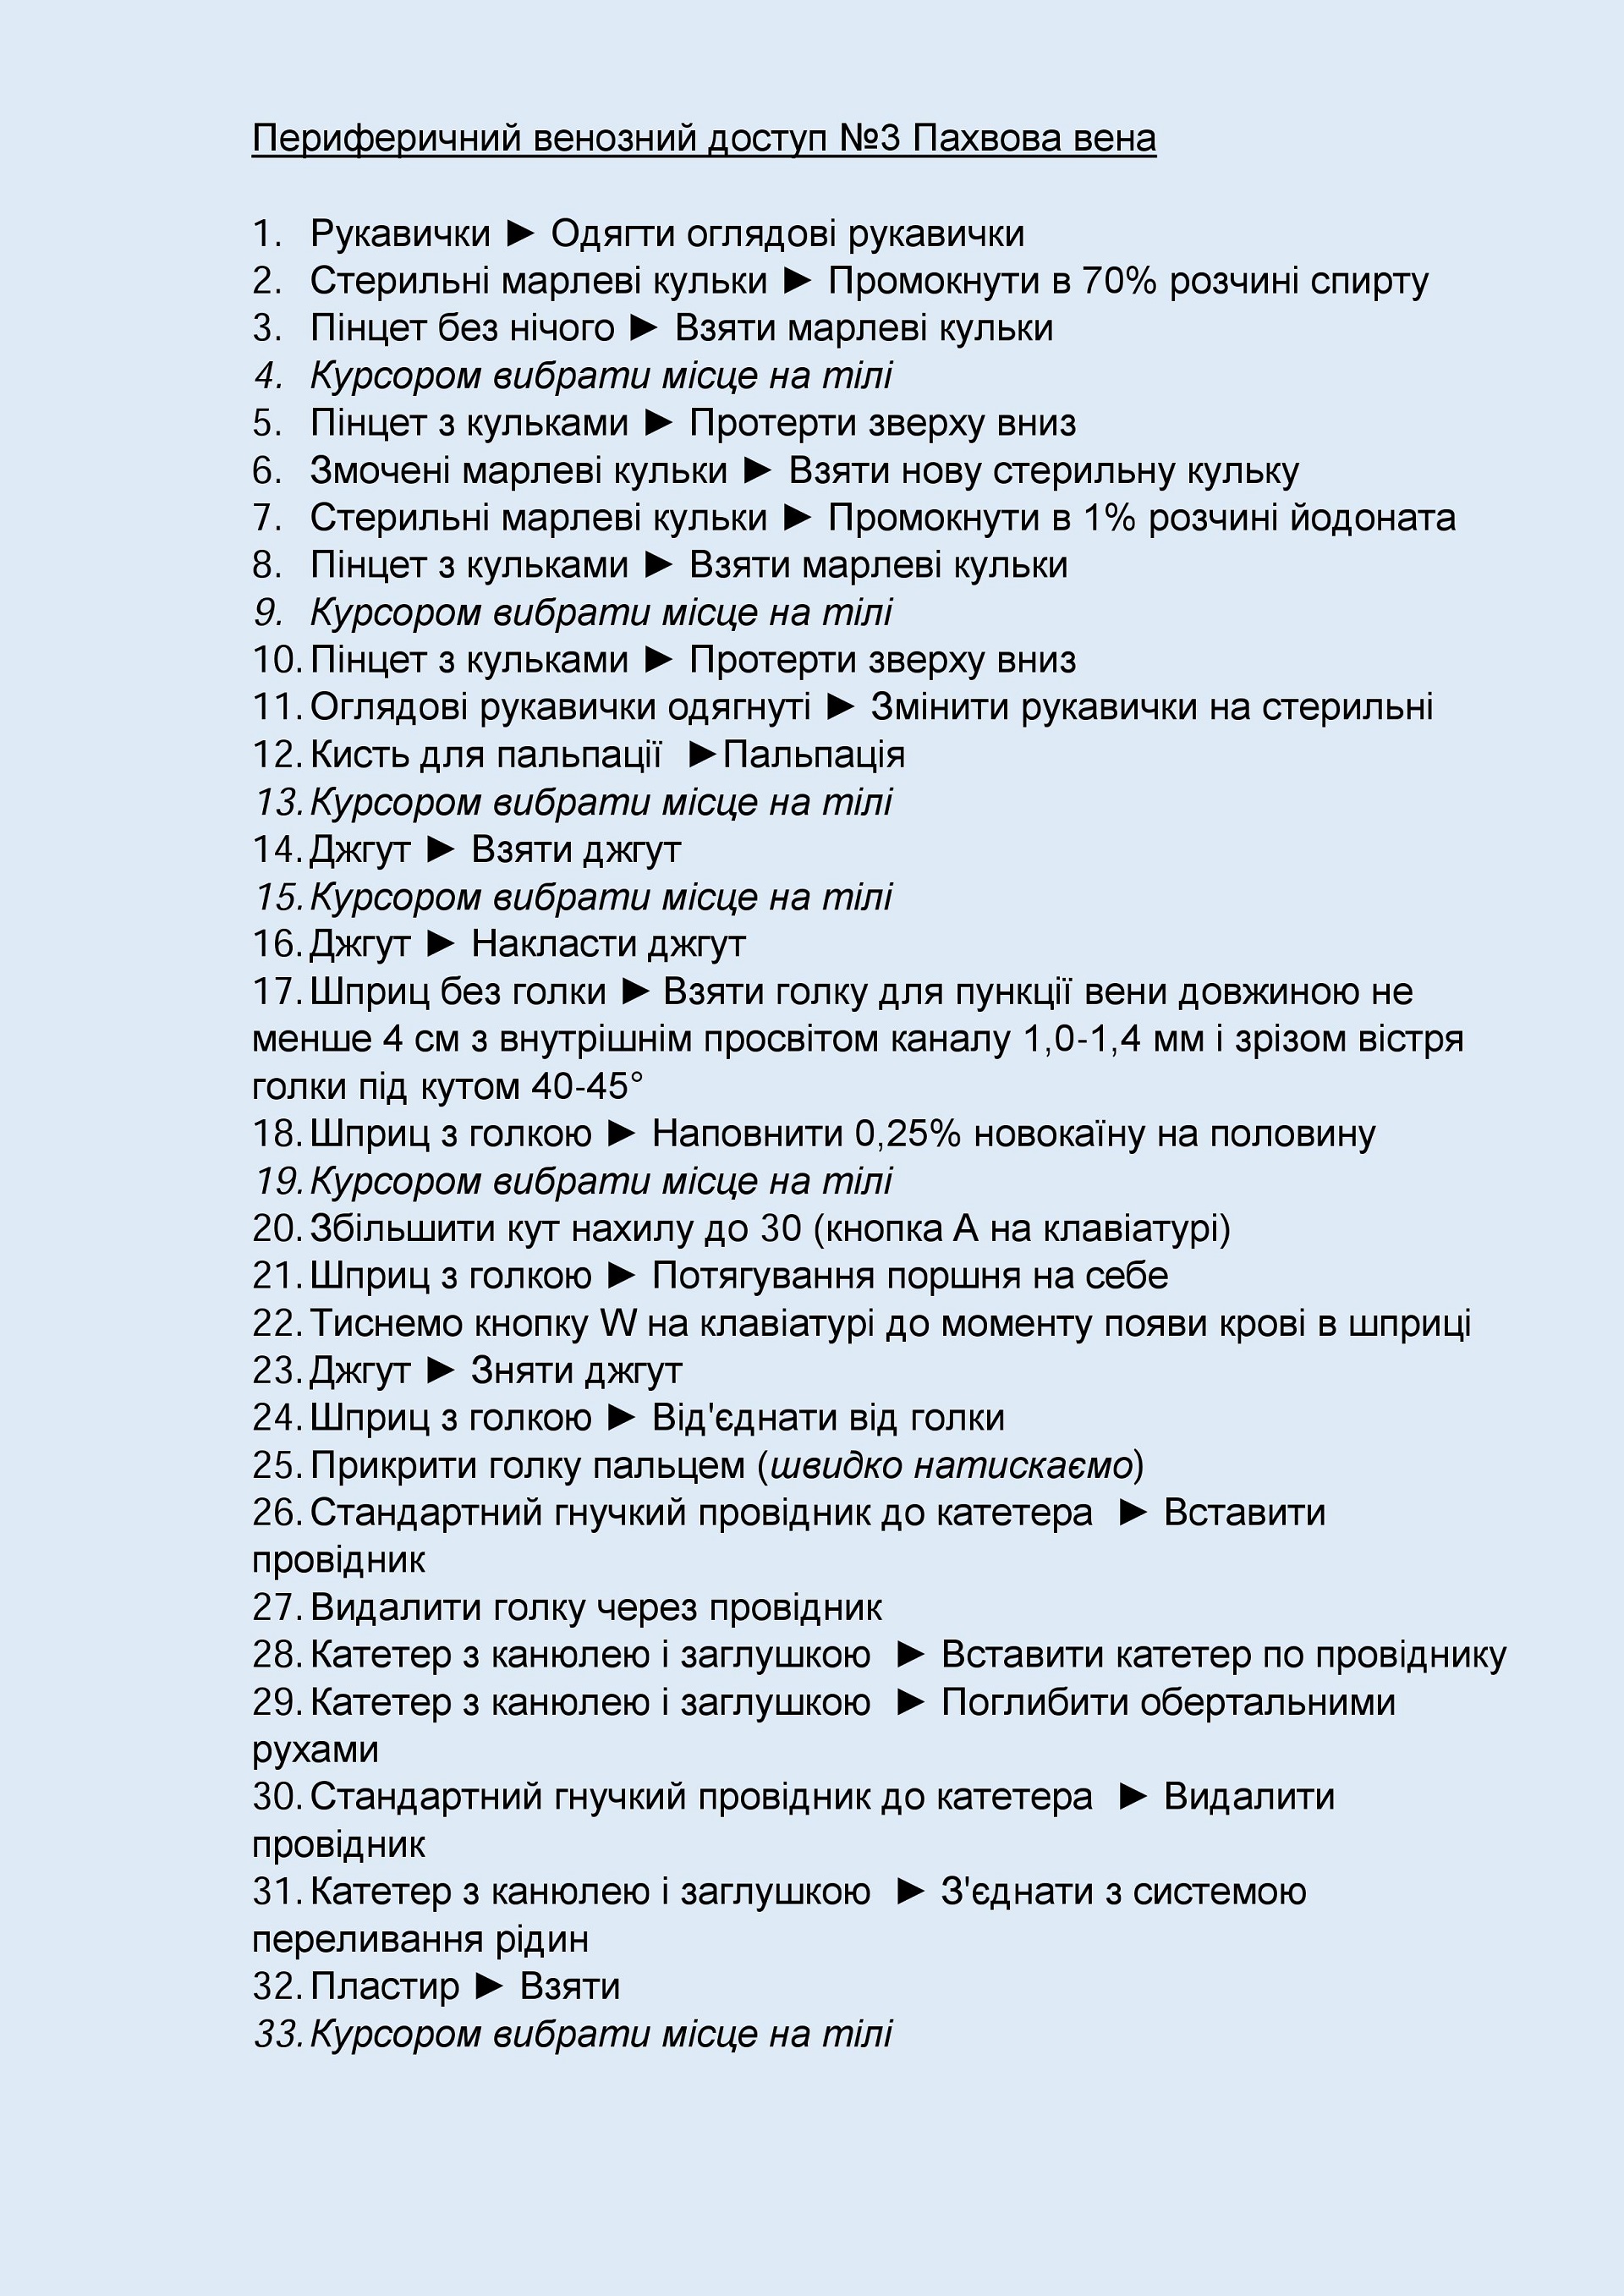 Периферичний венозний доступ №3 Пахвова вена
1. Рукавички ► Одягти оглядові рукавички
2. Стерильні марлеві кульки ► Промокнути в 70% розчині спирту
3. Пінцет без нічого ► Взяти марлеві кульки
4. Курсором вибрати місце на тілі
5. Пінцет з кульками ► Протерти зверху вниз
6. Змочені марлеві кульки ► Взяти нову стерильну кульку
7. Стерильні марлеві кульки ► Промокнути в 1% розчині йодоната
8. Пінцет з кульками ► Взяти марлеві кульки
9. Курсором вибрати місце на тілі
10. Пінцет з кульками ► Протерти зверху вниз
11. Оглядові рукавички одягнуті ► Змінити рукавички на стерильні
12. Кисть для пальпації ►Пальпація
13. Курсором вибрати місце на тілі
14. Джгут ► Взяти джгут
15. Курсором вибрати місце на тілі
16. Джгут ► Накласти джгут
17. Шприц без голки ► Взяти голку для пункції вени довжиною не
менше 4 см з внутрішнім просвітом каналу 1,0-1,4 мм і зрізом вістря
голки під кутом 40-45°
18. Шприц з голкою ► Наповнити 0,25% новокаїну на половину
19. Курсором вибрати місце на тілі
20. Збільшити кут нахилу до 30 (кнопка А на клавіатурі)
21. Шприц з голкою ► Потягування поршня на себе
22. Тиснемо кнопку W на клавіатурі до моменту появи крові в шприці
23. Джгут ► Зняти джгут
24. Шприц з голкою ► Від'єднати від голки
25. Прикрити голку пальцем (швидко натискаємо)
26. Стандартний гнучкий провідник до катетера ► Вставити
провідник
27. Видалити голку через провідник
28. Катетер з канюлею і заглушкою ► Вставити катетер по провіднику
29. Катетер з канюлею і заглушкою ► Поглибити обертальними
рухами
30. Стандартний гнучкий провідник до катетера ► Видалити
провідник
31. Катетер з канюлею і заглушкою ► З'єднати з системою
переливання рідин
32. Пластир ► Взяти
33. Курсором вибрати місце на тілі